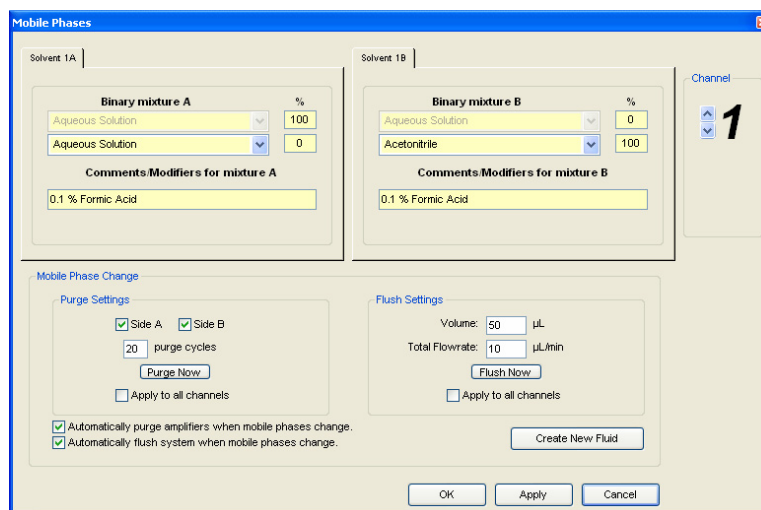 Mobile Phases
Solvent 1A
Solvent 1B
Channel
Binary mixture A %
Aqueous Solution 100
Aqueous Solution 0
Comments/Modifiers for mixture A
0.1 % Formic Acid
Binary mixture B %
Aqueous Solution 0
Acetonitrile 100
Comments/Modifiers for mixture B
0.1 % Formic Acid
1
Mobile Phase Change
Purge Settings
Side A Side B
20 purge cycles
Purge Now
Apply to all channels
Flush Settings
Volume: 50 µL
Total Flowrate: 10 µL/min
Flush Now
Apply to all channels
Automatically purge amplifiers when mobile phases change.
Automatically flush system when mobile phases change.
Create New Fluid
OK Apply Cancel